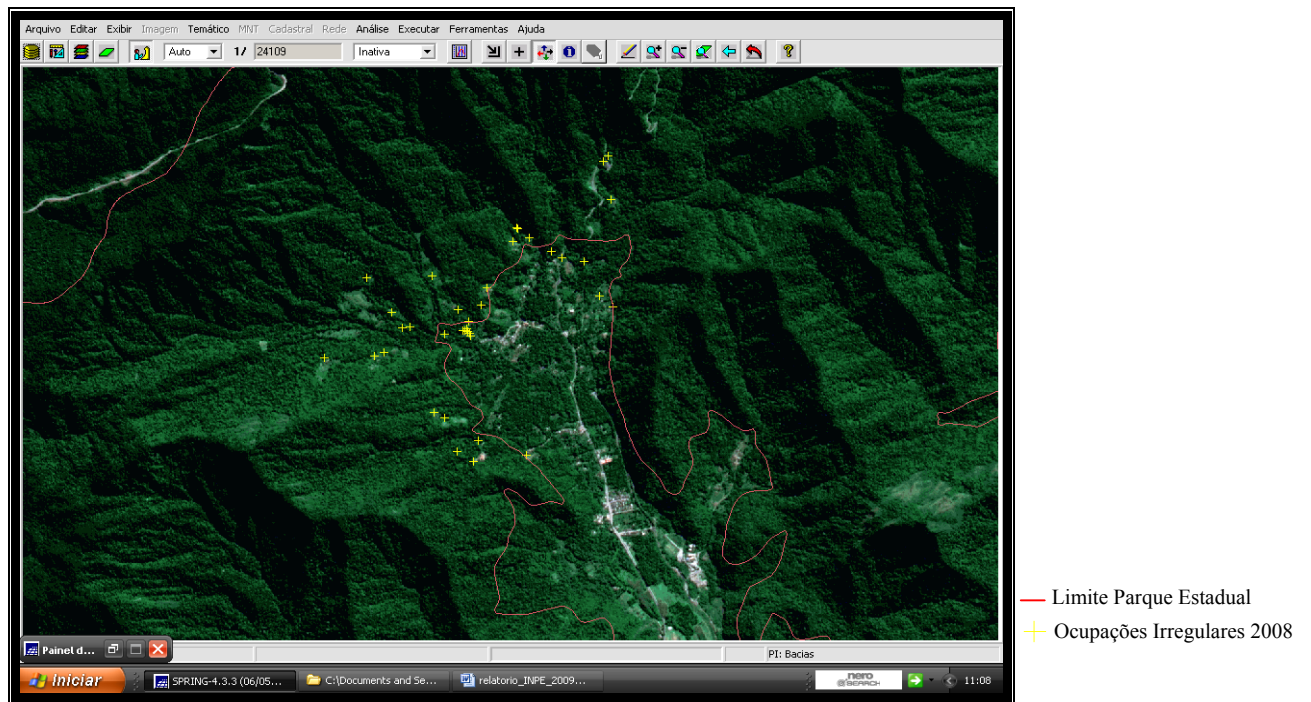 Arquivo Editar Exibir Imagem Temático MNT Cadastral Rede Análise Executar Ferramentas Ajuda
Auto 1/ 24109 Inativa
Limite Parque Estadual
Ocupações Irregulares 2008
Painel d...
PI: Bacias
Iniciar SPRING-4.3.3 (06/05... C:\Documents and Se... relatorio_INPE_2009... nero SEARCH 11:08